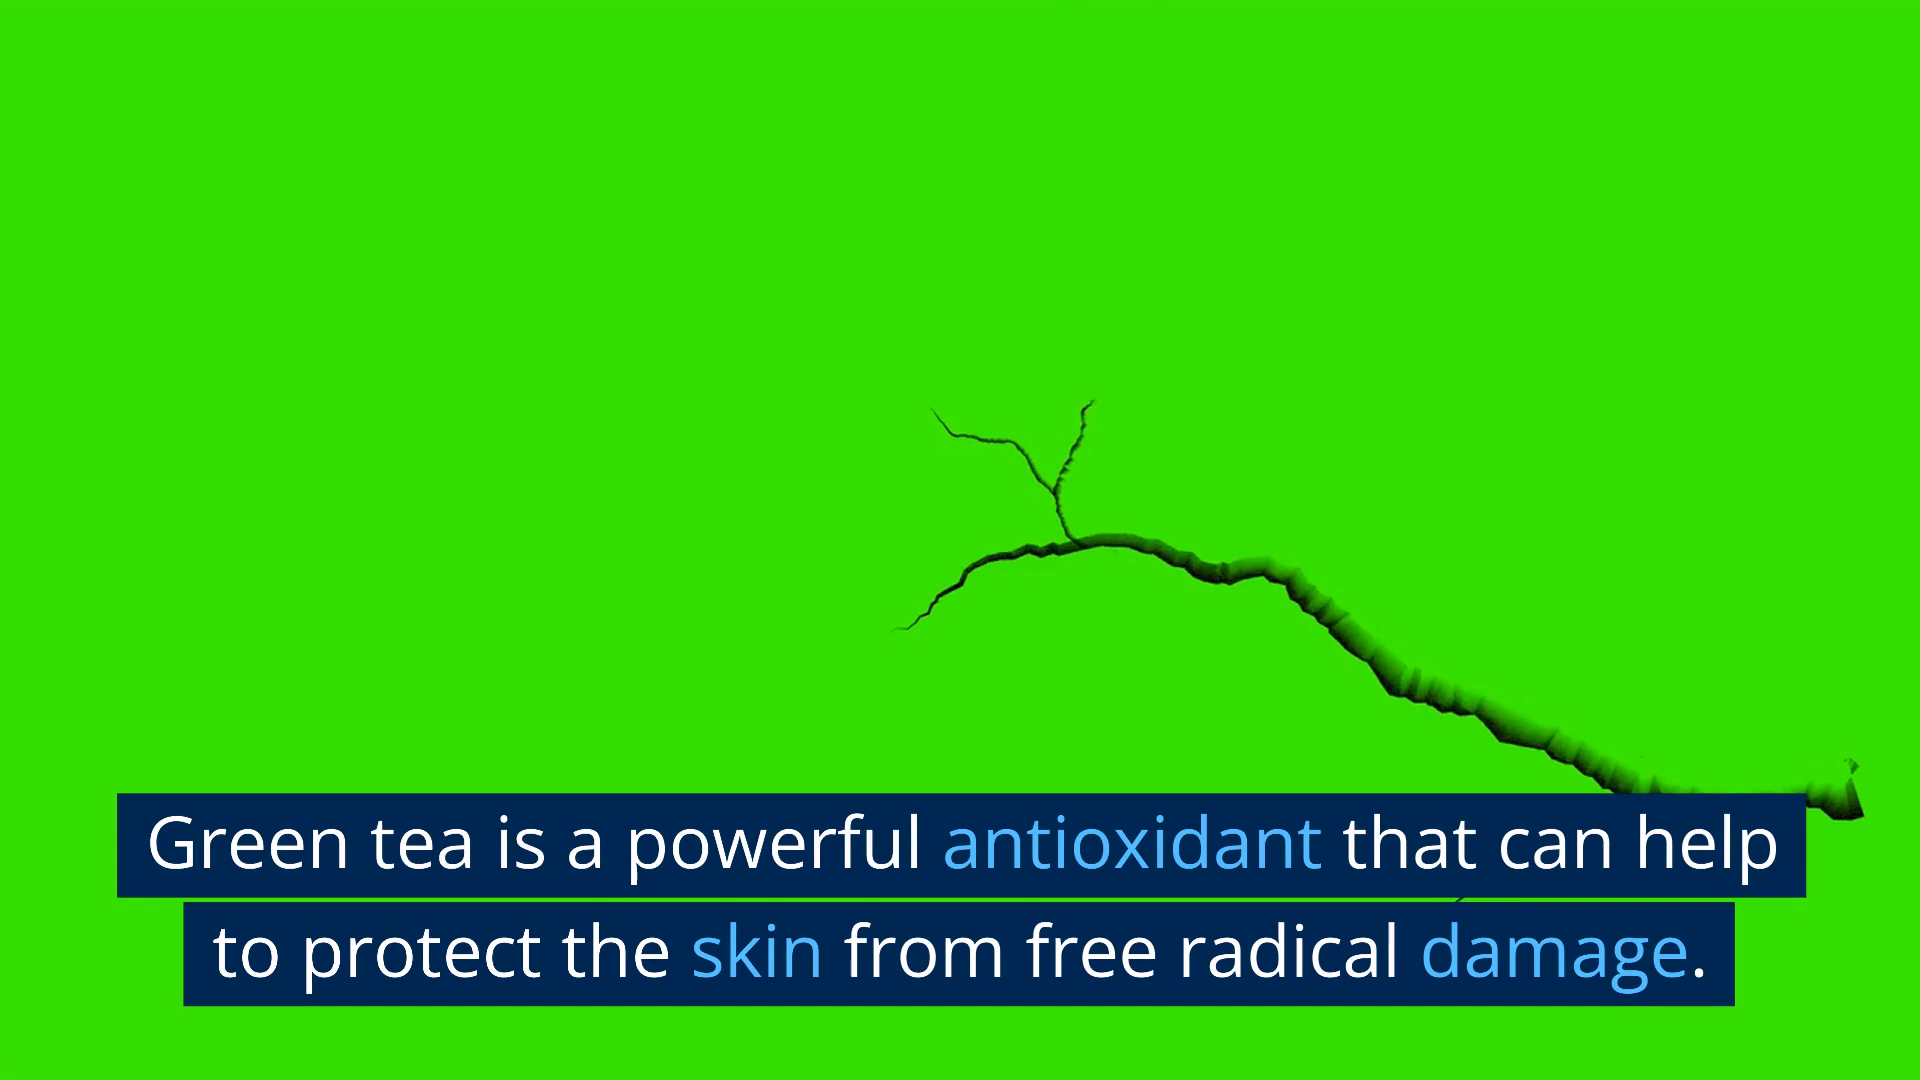 Green tea is a powerful antioxidant that can help
to protect the skin from free radical damage.